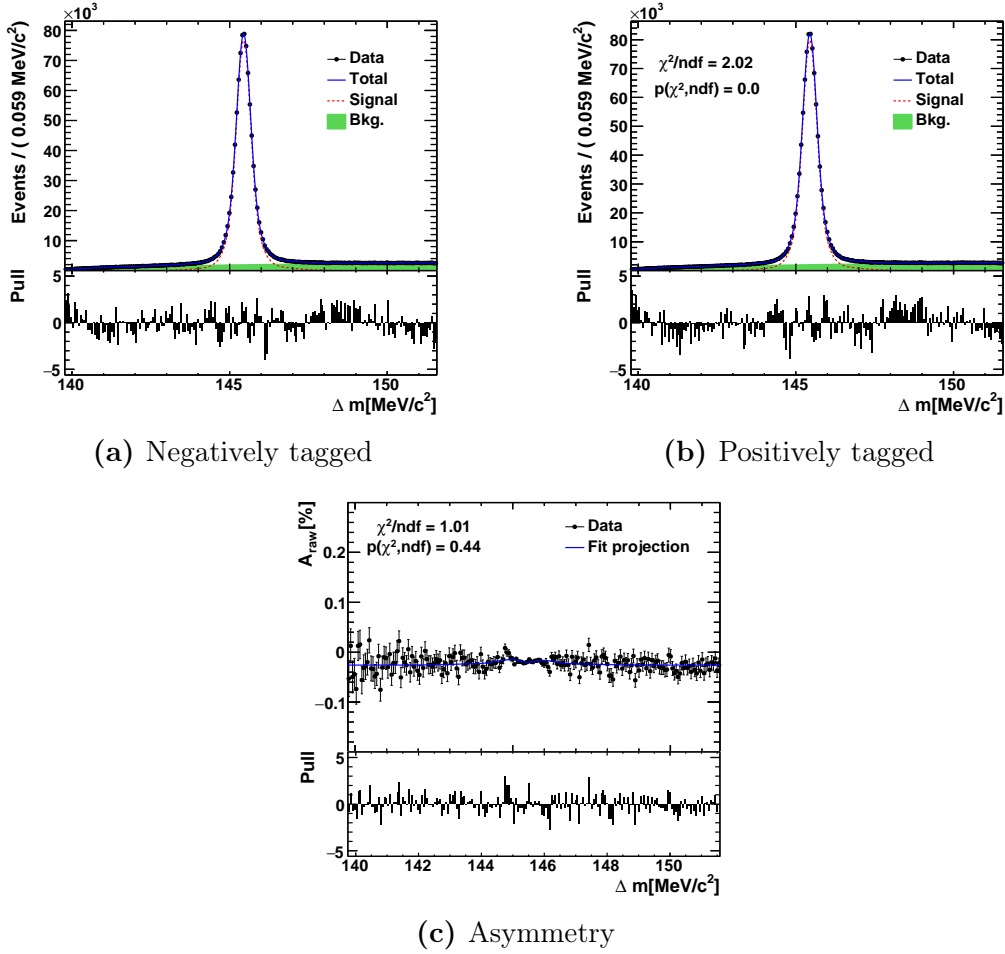 ×10³
80
70
60
50
40
30
20
10
Events / ( 0.059 MeV/c²)
Data
Total
Signal
Bkg.
5
0
−5
Pull
140
145
150
Δ m[MeV/c²]
(a) Negatively tagged
×10³
80
70
60
50
40
30
20
10
Events / ( 0.059 MeV/c²)
χ²/ndf = 2.02
p(χ²,ndf) = 0.0
Data
Total
Signal
Bkg.
5
0
−5
Pull
140
145
150
Δ m[MeV/c²]
(b) Positively tagged
A_raw[%]
0.2
0.1
0
−0.1
χ²/ndf = 1.01
p(χ²,ndf) = 0.44
Data
Fit projection
5
0
−5
Pull
140
142
144
146
148
150
Δ m[MeV/c²]
(c) Asymmetry